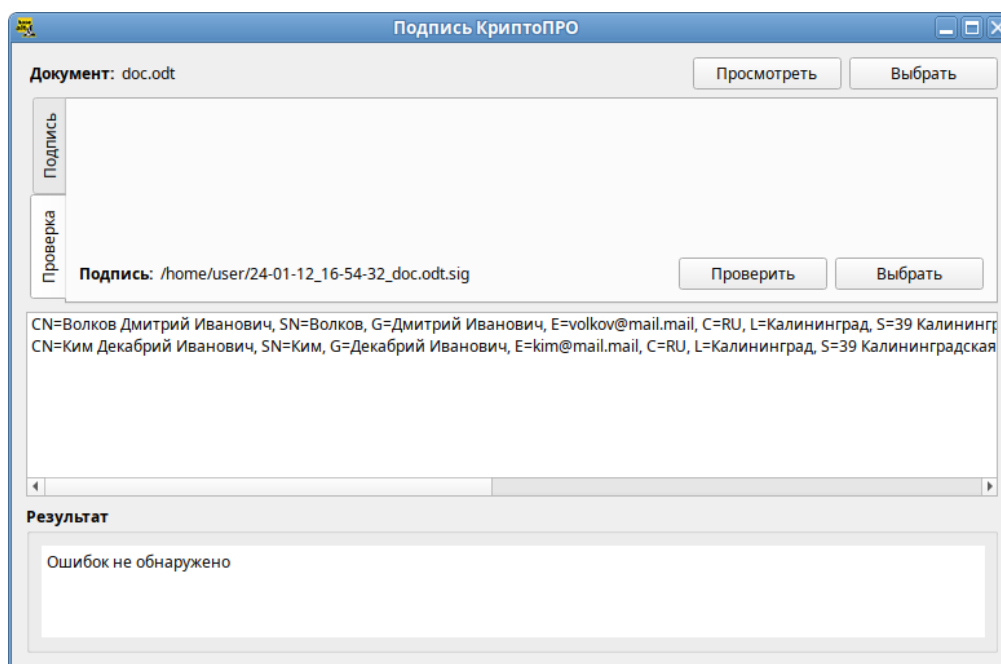 Подпись КриптоПРО
Документ: doc.odt
Просмотреть
Выбрать
Подпись
Проверка
Подпись: /home/user/24-01-12_16-54-32_doc.odt.sig
Проверить
Выбрать
CN=Волков Дмитрий Иванович, SN=Волков, G=Дмитрий Иванович, E=volkov@mail.mail, C=RU, L=Калининград, S=39 Калинингр
CN=Ким Декабрий Иванович, SN=Ким, G=Декабрий Иванович, E=kim@mail.mail, C=RU, L=Калининград, S=39 Калининградская
Результат
Ошибок не обнаружено